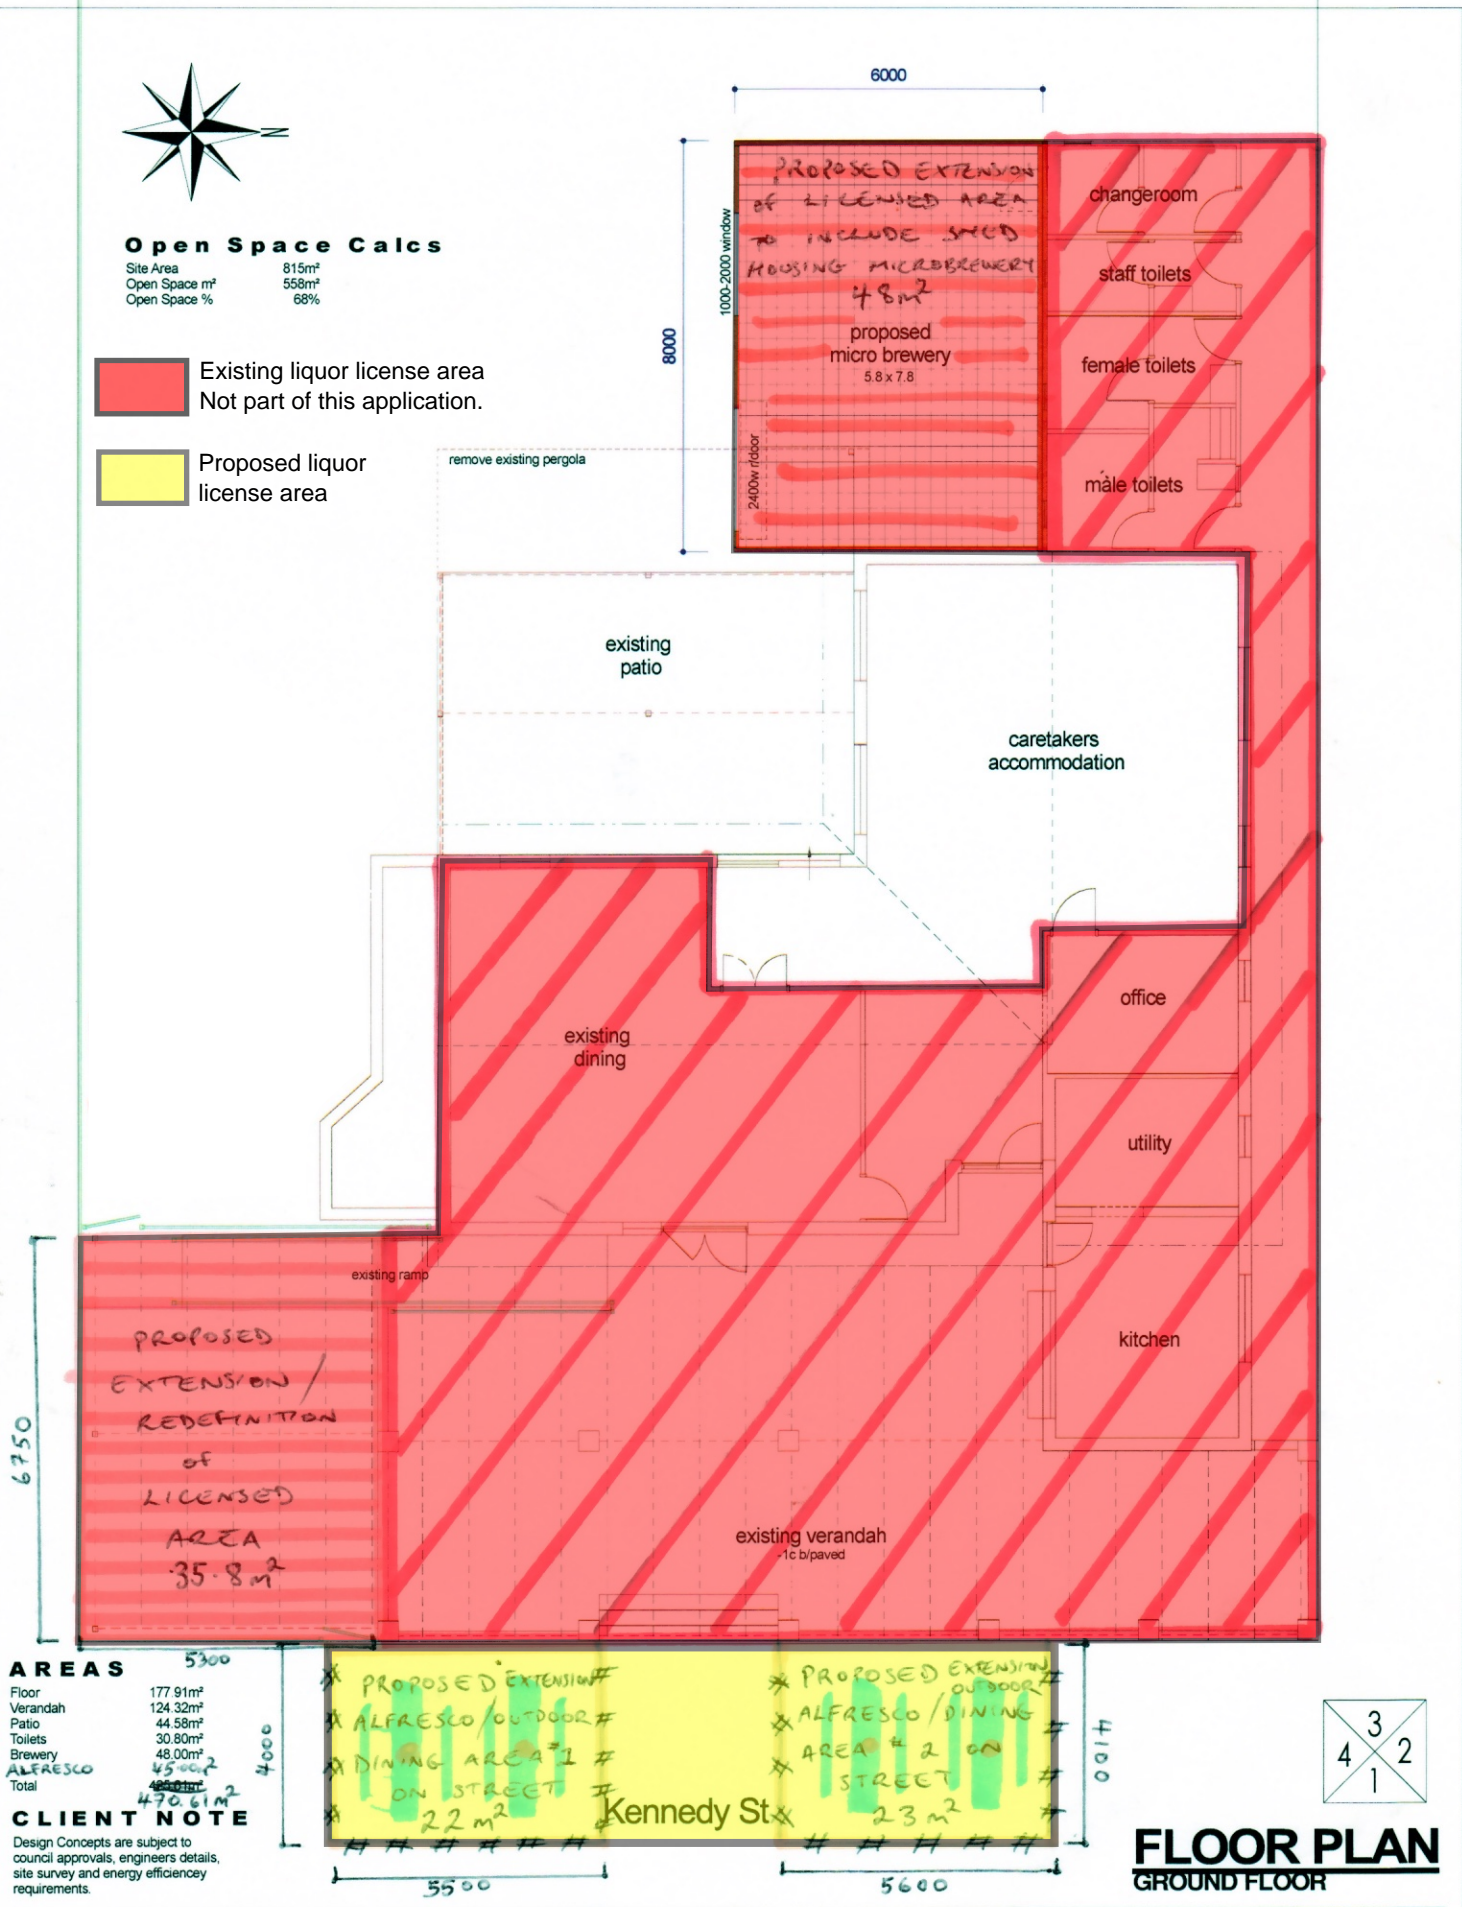 6000
N
Open Space Calcs
Site Area 815m²
Open Space m² 558m²
Open Space % 68%
Existing liquor license area
Not part of this application.
Proposed liquor
license area
8000
1000-2000 window
2400w r/door
PROPOSED EXTENSION
of LICENSED AREA
TO INCLUDE SHED
HOUSING MICROBREWERY
48m²
proposed
micro brewery
5.8 x 7.8
changeroom
staff toilets
female toilets
male toilets
remove existing pergola
existing
patio
caretakers
accommodation
existing
dining
office
utility
kitchen
existing ramp
PROPOSED
EXTENSION /
REDEFINITION
of
LICENSED
AREA
35.8m²
6750
existing verandah
-1c b/paved
5300
4000
PROPOSED EXTENSION
ALFRESCO/OUTDOOR
DINING AREA #1
ON STREET
22m²
Kennedy St
PROPOSED EXTENSION
OUTDOOR
ALFRESCO / DINING
AREA # 2 ON
STREET
23m²
4100
5500
5600
AREAS
Floor 177.91m²
Verandah 124.32m²
Patio 44.58m²
Toilets 30.80m²
Brewery 48.00m²
ALFRESCO 45.00m²
Total 425.61m²
470.61m²
CLIENT NOTE
Design Concepts are subject to
council approvals, engineers details,
site survey and energy efficiencey
requirements.
3
4 2
1
FLOOR PLAN
GROUND FLOOR